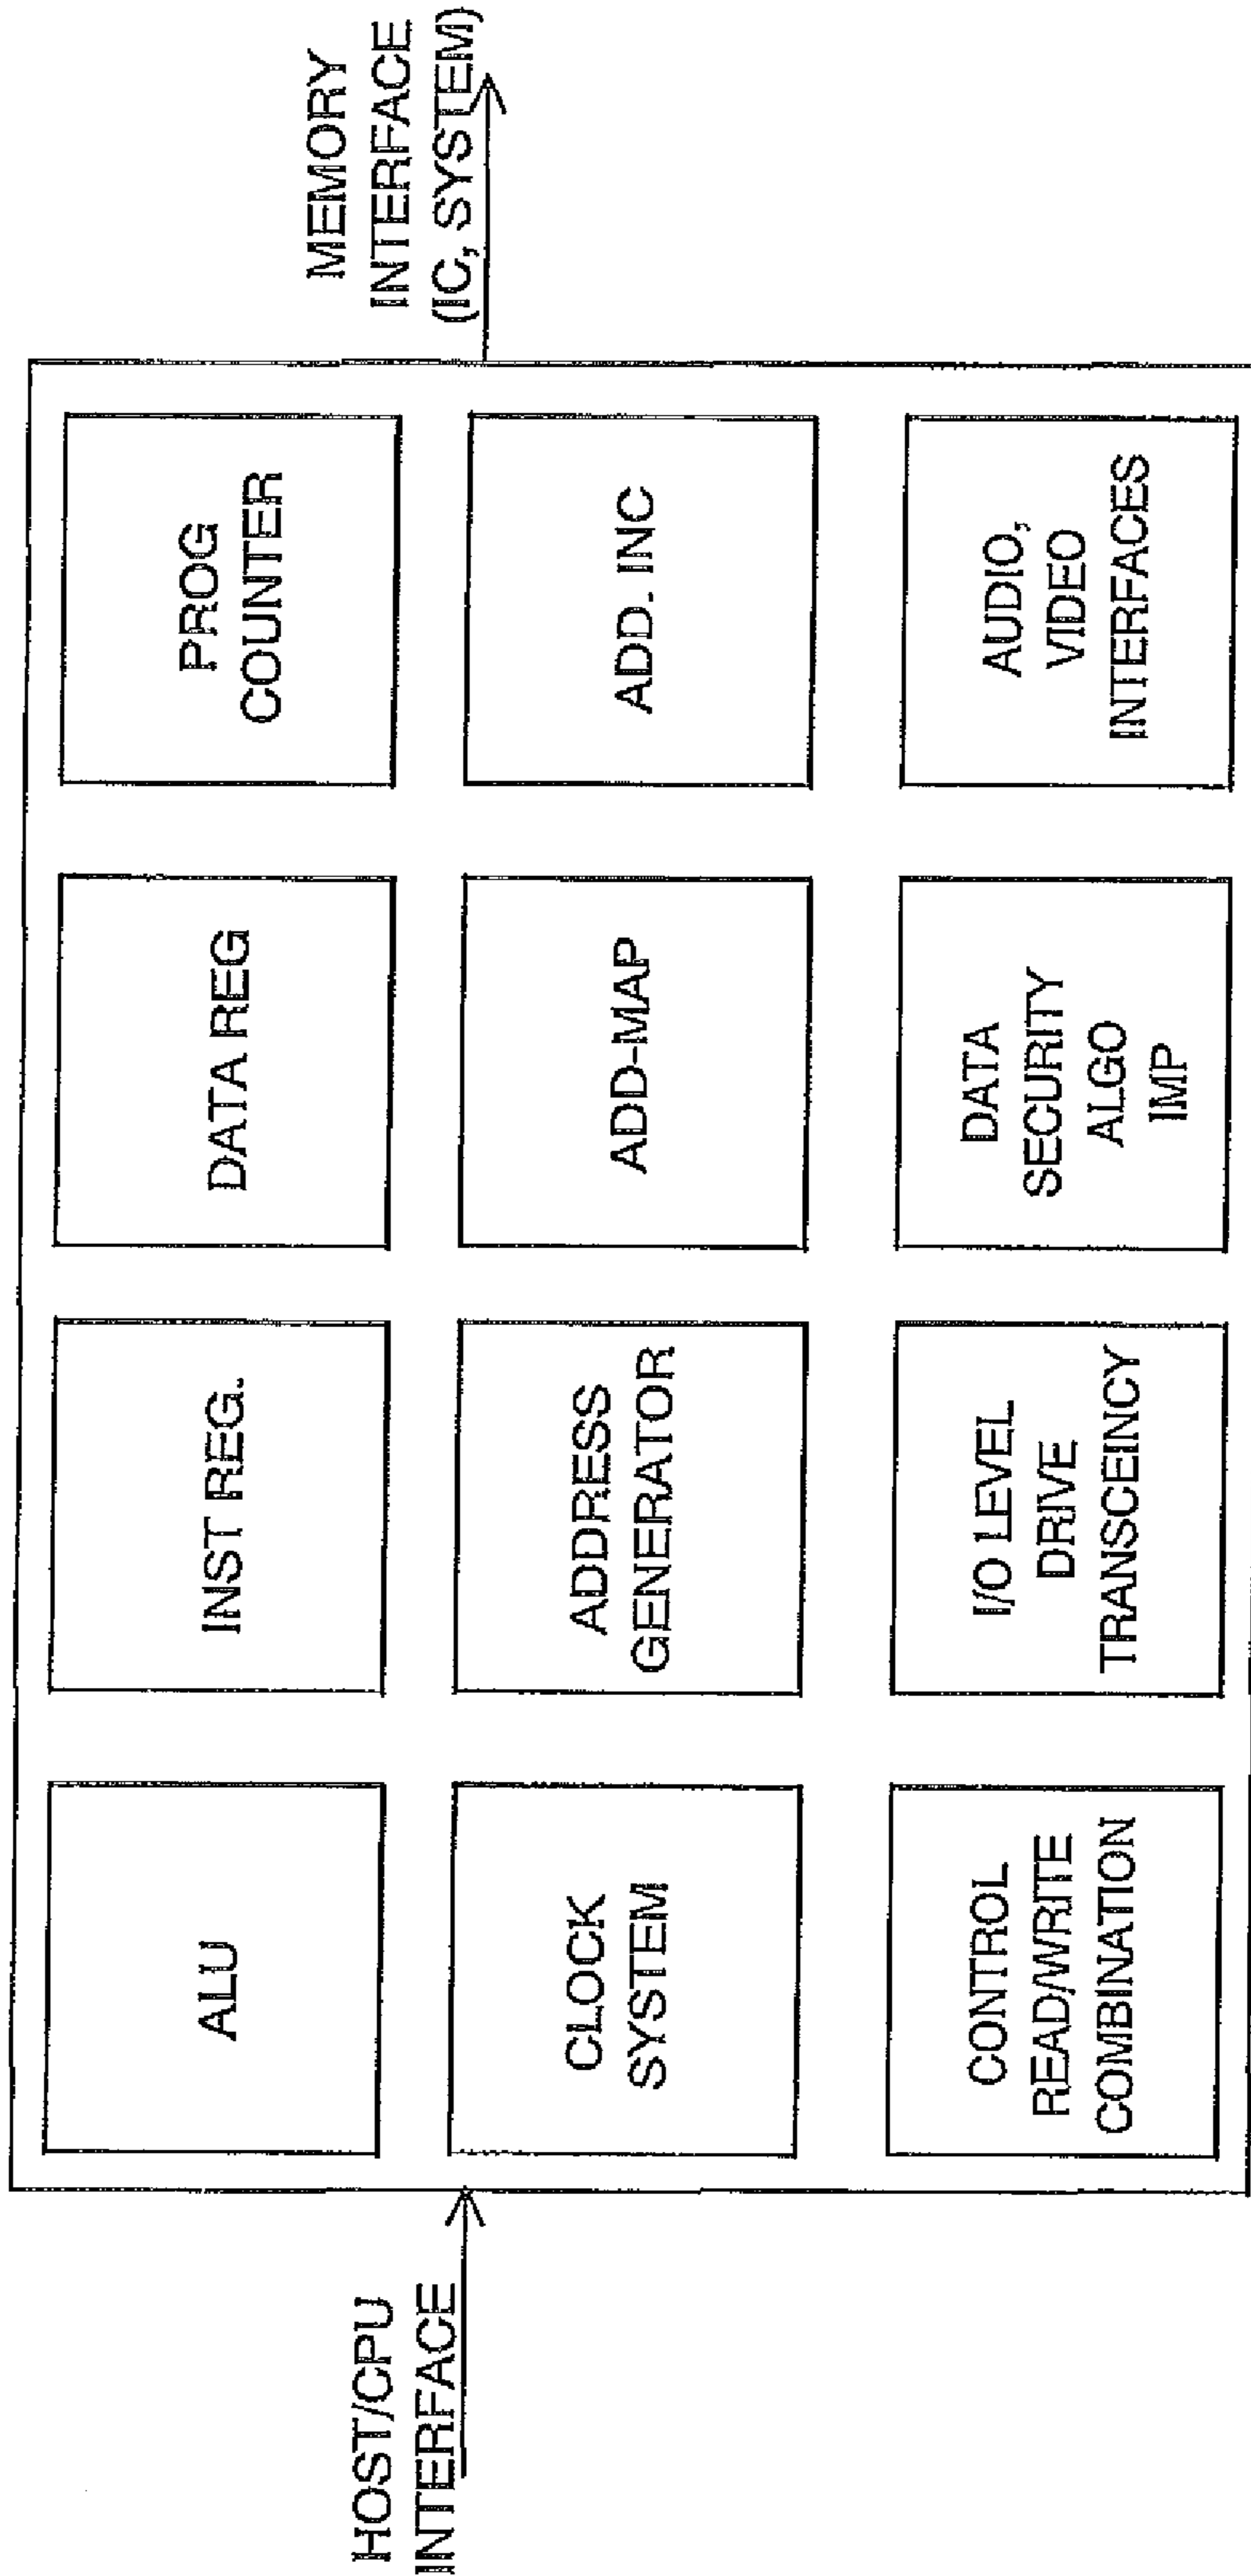 HOST/CPU
INTERFACE
ALU
INST REG.
DATA REG
PROG
COUNTER
CLOCK
SYSTEM
ADDRESS
GENERATOR
ADD-MAP
ADD. INC
CONTROL
READ/WRITE
COMBINATION
I/O LEVEL
DRIVE
TRANSCEINCY
DATA
SECURITY
ALGO
IMP
AUDIO,
VIDEO
INTERFACES
MEMORY
INTERFACE
(IC, SYSTEM)